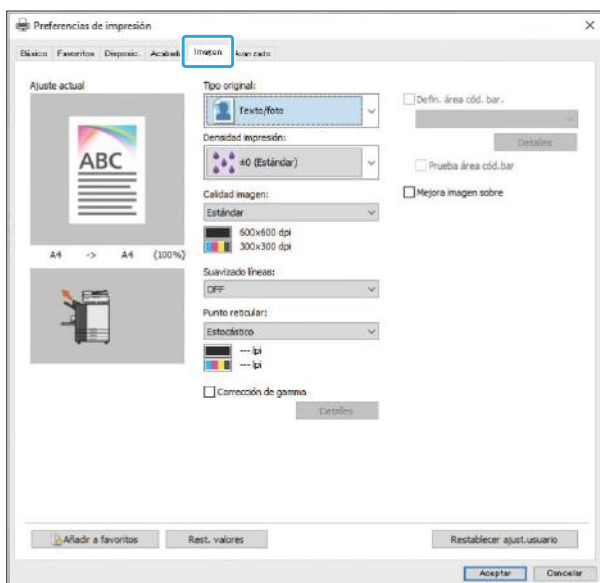 Preferencias de impresión
Básico Favoritos Disposic. Acabado Imagen Avanzado
Ajuste actual
ABC
A4 -> A4 (100%)
Tipo original:
Texto/foto
Densidad impresión:
±0 (Estándar)
Calidad imagen:
Estándar
600x600 dpi
300x300 dpi
Suavizado líneas:
OFF
Punto reticular:
Estocástico
--- lpi
--- lpi
Corrección de gamma
Detalles
Defin. área cód. bar.
Detalles
Prueba área cód.bar
Mejora imagen sobre
Añadir a favoritos
Rest. valores
Restablecer ajust.usuario
Aceptar
Cancelar